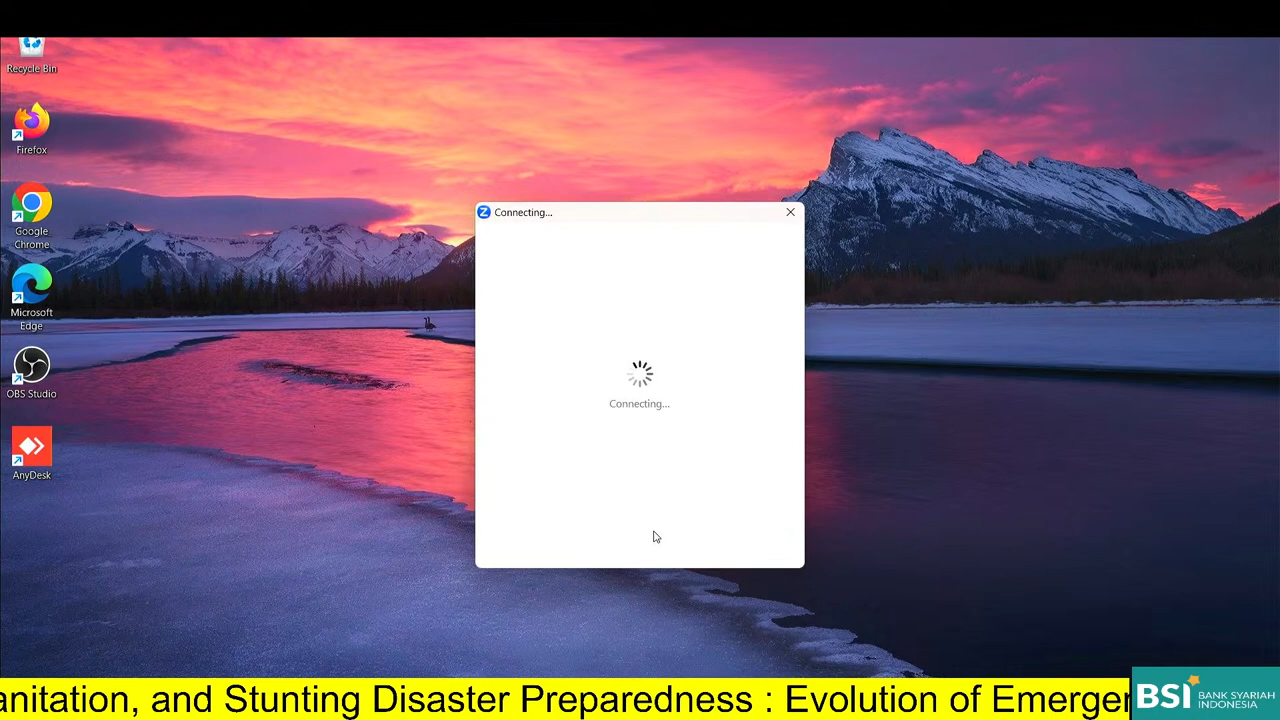 Recycle Bin
Firefox
Google
Chrome
Microsoft
Edge
OBS Studio
AnyDesk
Z Connecting...
Connecting...
anitation, and Stunting Disaster Preparedness : Evolution of Emerger
BSI BANK SYARIAH
INDONESIA